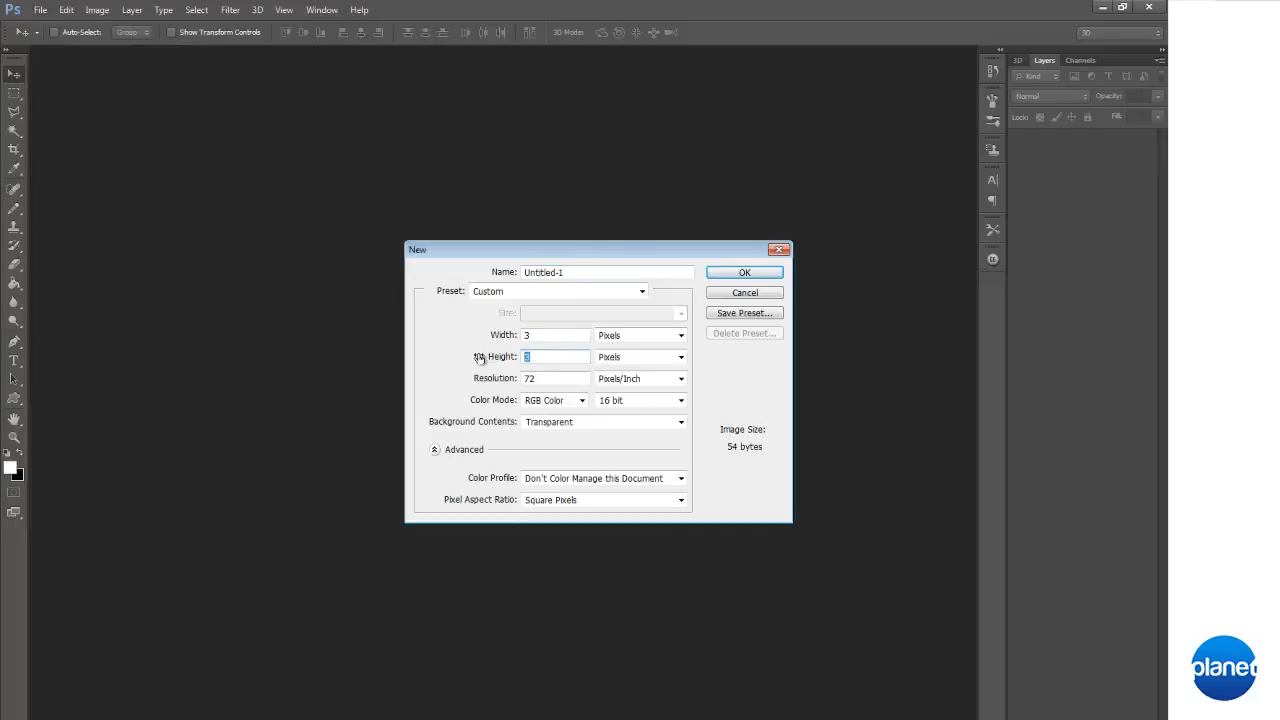 Ps File Edit Image Layer Type Select Filter 3D View Window Help
Auto-Select: Group Show Transform Controls 3D Modes 3D
3D Layers Channels
Kind
Normal Opacity:
Lock: Fill:
New
Name: Untitled-1 OK
Preset: Custom Cancel
Size: Save Preset...
Width: 3 Pixels Delete Preset...
Height: 3 Pixels
Resolution: 72 Pixels/Inch
Color Mode: RGB Color 16 bit
Background Contents: Transparent
Image Size:
54 bytes
Advanced
Color Profile: Don't Color Manage this Document
Pixel Aspect Ratio: Square Pixels
planet